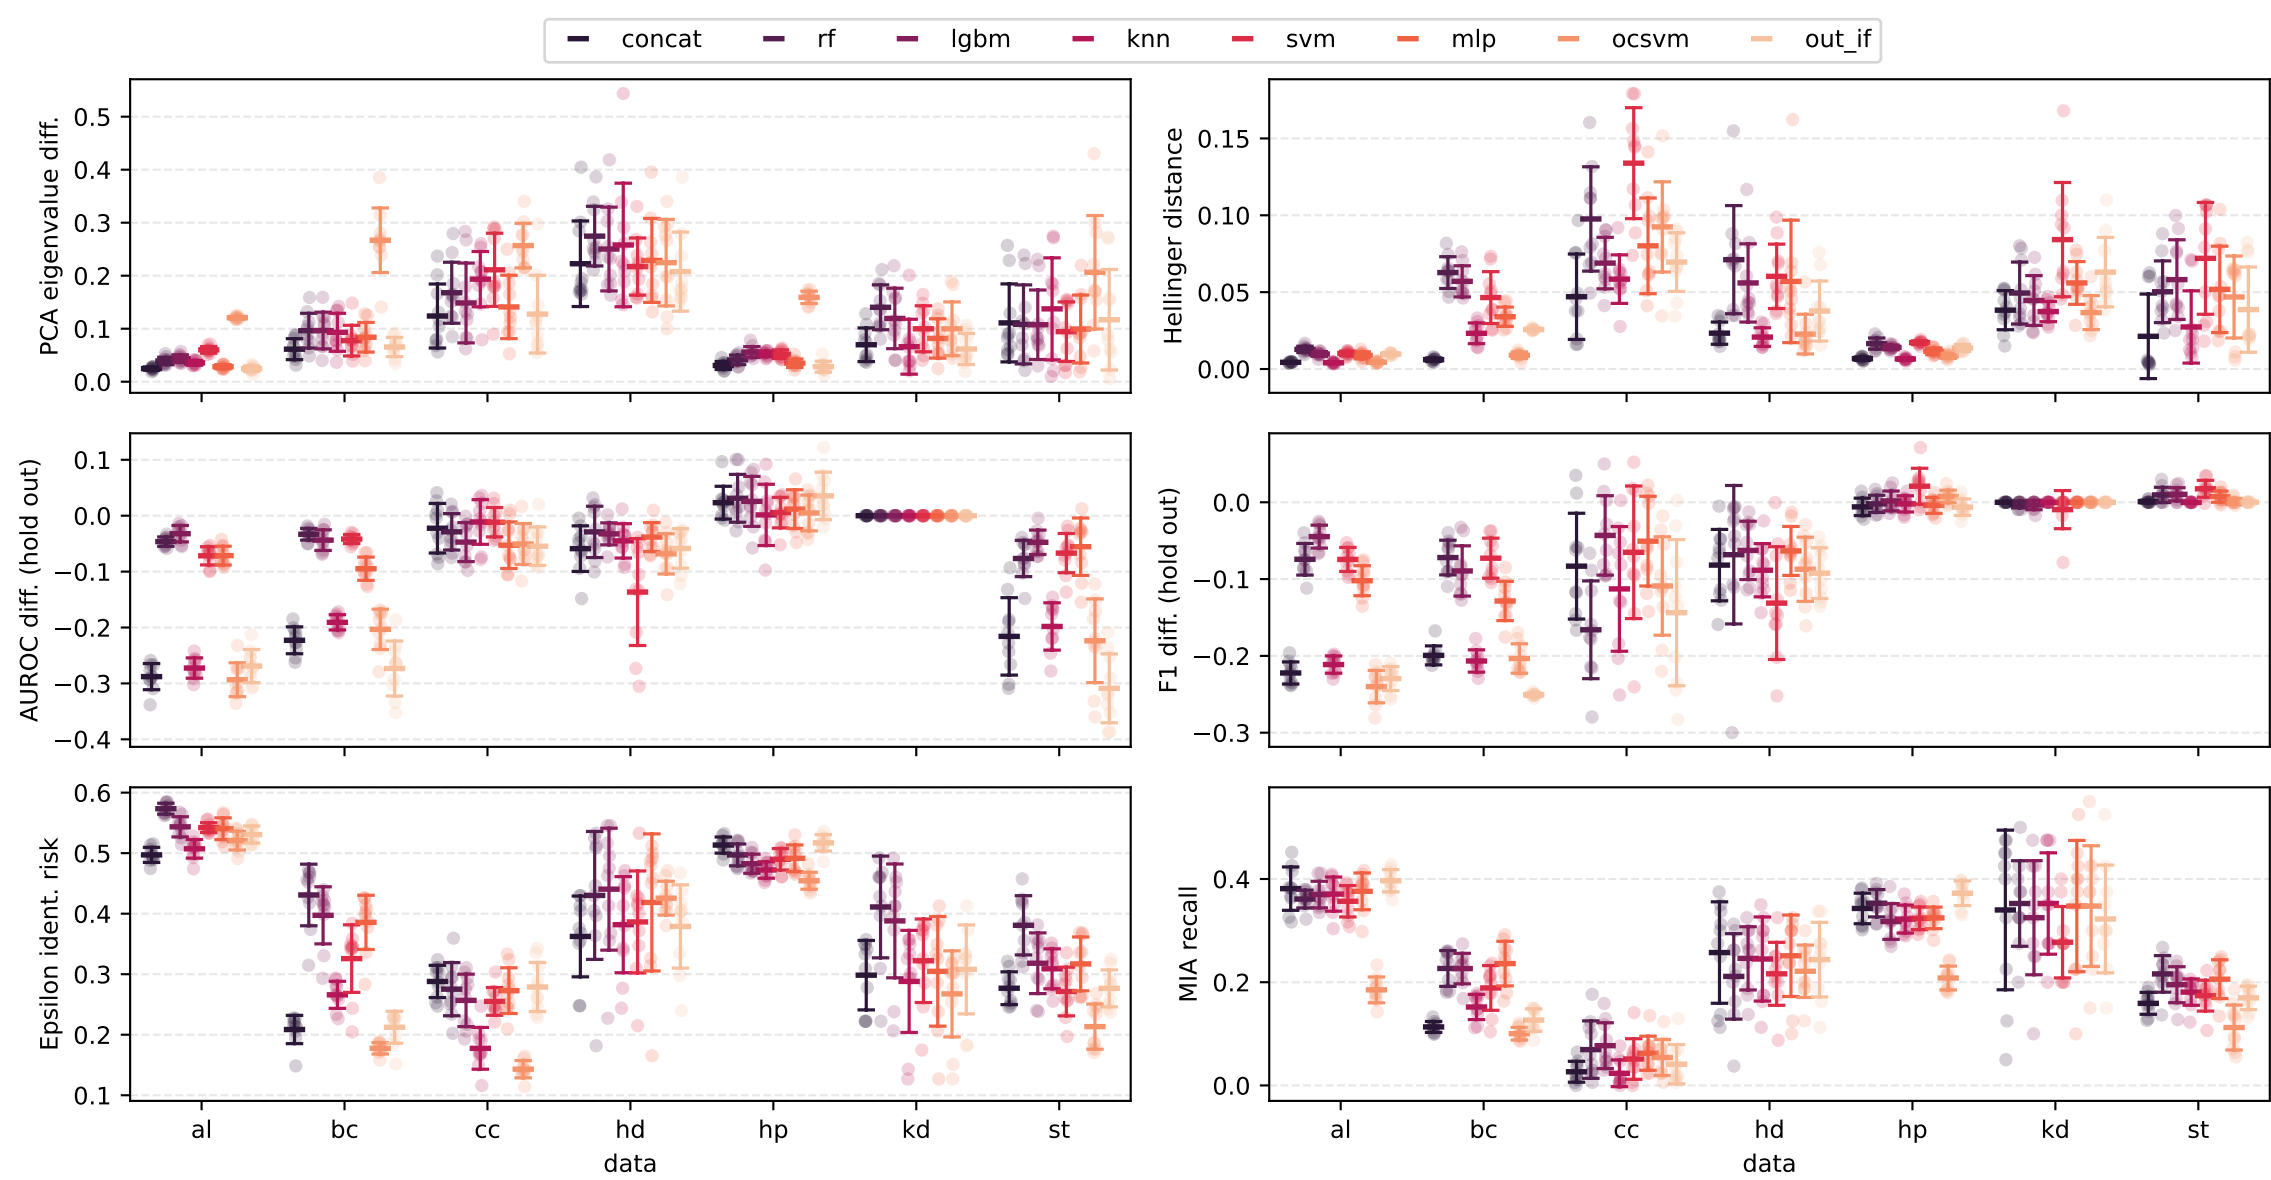 concat rf lgbm knn svm mlp ocsvm out_if
PCA eigenvalue diff.
0.5
0.4
0.3
0.2
0.1
0.0
Hellinger distance
0.15
0.10
0.05
0.00
AUROC diff. (hold out)
0.1
0.0
−0.1
−0.2
−0.3
−0.4
F1 diff. (hold out)
0.0
−0.1
−0.2
−0.3
Epsilon ident. risk
0.6
0.5
0.4
0.3
0.2
0.1
al bc cc hd hp kd st
data
MIA recall
0.4
0.2
0.0
al bc cc hd hp kd st
data